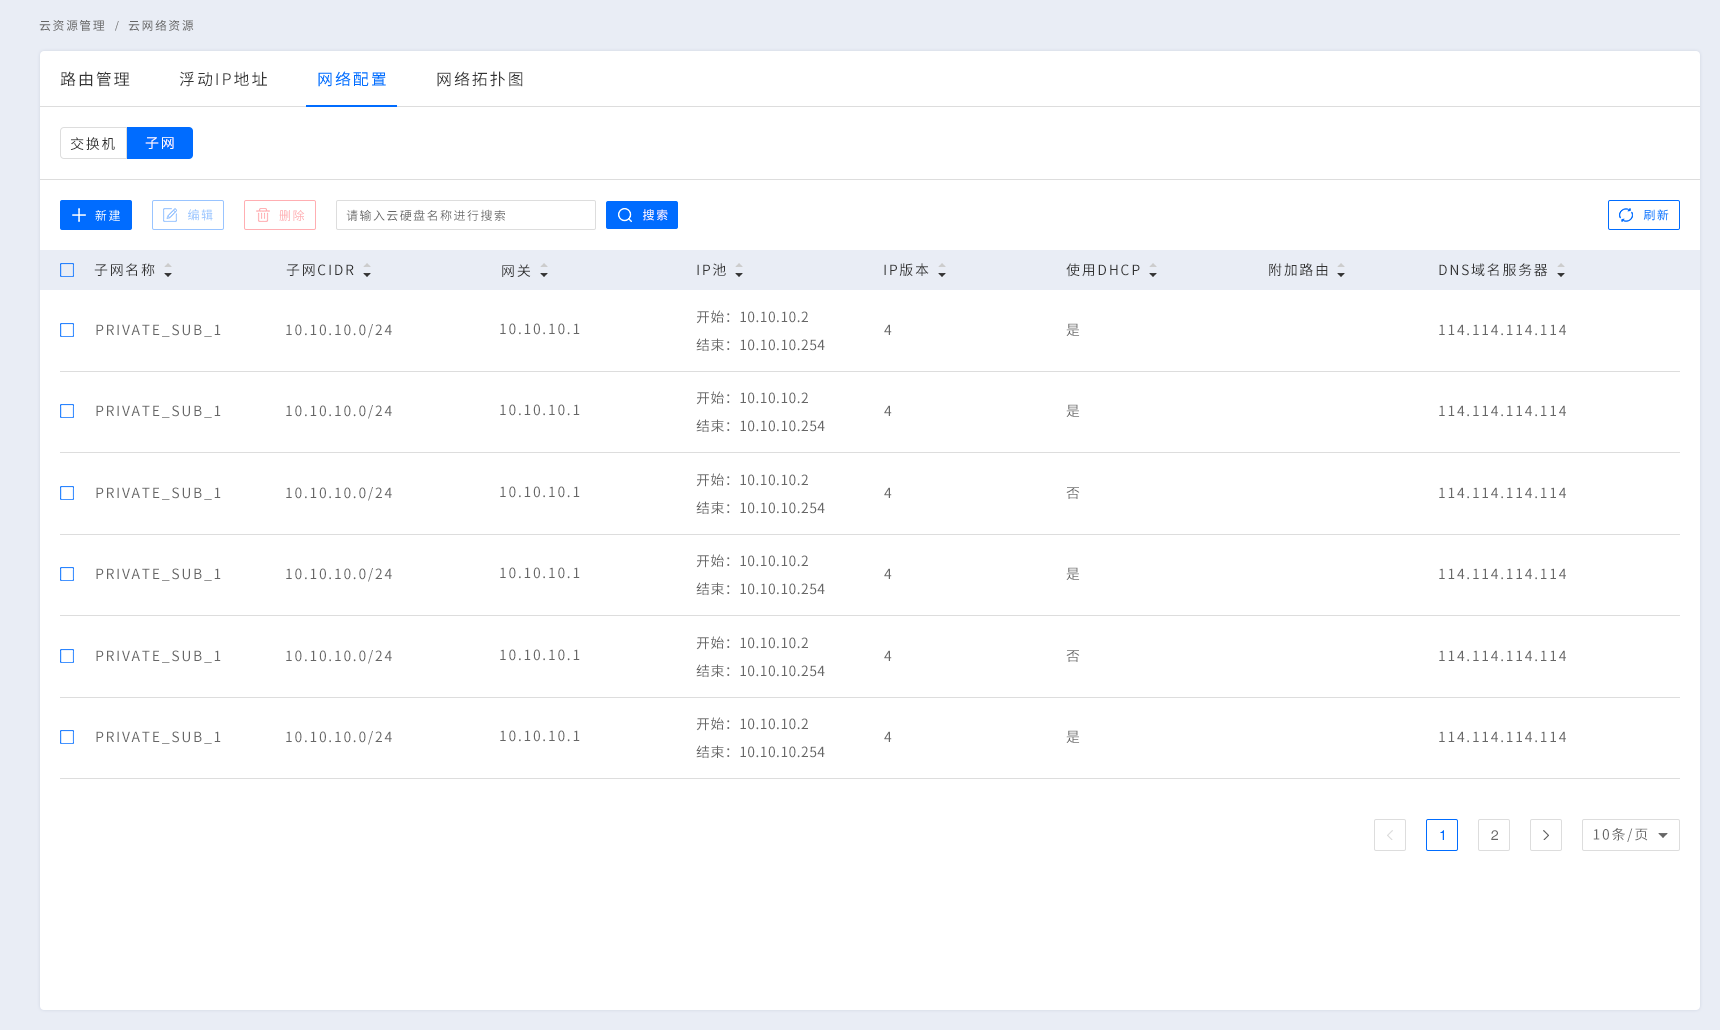 云资源管理 / 云网络资源
路由管理 浮动IP地址 网络配置 网络拓扑图
交换机 子网
新建 编辑 删除 请输入云硬盘名称进行搜索 搜索 刷新
子网名称 子网CIDR 网关 IP池 IP版本 使用DHCP 附加路由 DNS域名服务器
PRIVATE_SUB_1 10.10.10.0/24 10.10.10.1 开始：10.10.10.2 4 是 114.114.114.114
结束：10.10.10.254
PRIVATE_SUB_1 10.10.10.0/24 10.10.10.1 开始：10.10.10.2 4 是 114.114.114.114
结束：10.10.10.254
PRIVATE_SUB_1 10.10.10.0/24 10.10.10.1 开始：10.10.10.2 4 否 114.114.114.114
结束：10.10.10.254
PRIVATE_SUB_1 10.10.10.0/24 10.10.10.1 开始：10.10.10.2 4 是 114.114.114.114
结束：10.10.10.254
PRIVATE_SUB_1 10.10.10.0/24 10.10.10.1 开始：10.10.10.2 4 否 114.114.114.114
结束：10.10.10.254
PRIVATE_SUB_1 10.10.10.0/24 10.10.10.1 开始：10.10.10.2 4 是 114.114.114.114
结束：10.10.10.254
1 2 10条/页